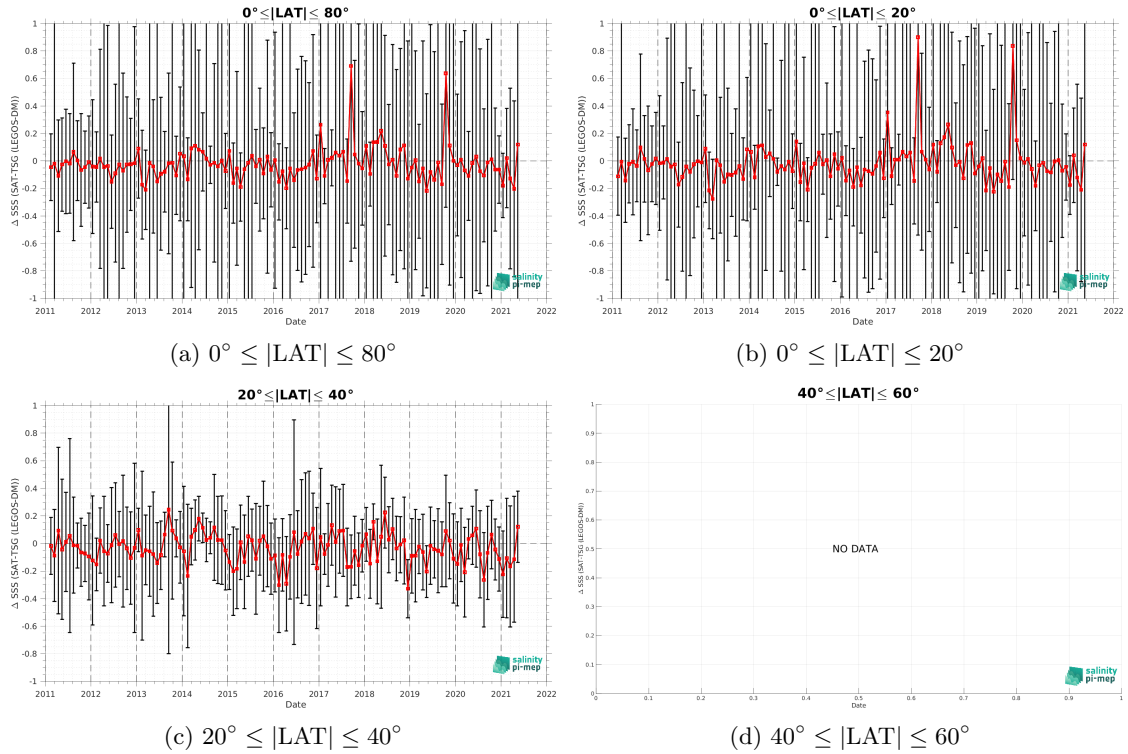 0°≤|LAT|≤ 80°
Δ SSS (SAT-TSG (LEGOS-DM))
1
0.8
0.6
0.4
0.2
0
-0.2
-0.4
-0.6
-0.8
-1
2011 2012 2013 2014 2015 2016 2017 2018 2019 2020 2021 2022
Date
salinity
pi-mep
(a) 0° ≤ |LAT| ≤ 80°
0°≤|LAT|≤ 20°
Δ SSS (SAT-TSG (LEGOS-DM))
1
0.8
0.6
0.4
0.2
0
-0.2
-0.4
-0.6
-0.8
-1
2011 2012 2013 2014 2015 2016 2017 2018 2019 2020 2021 2022
Date
salinity
pi-mep
(b) 0° ≤ |LAT| ≤ 20°
20°≤|LAT|≤ 40°
Δ SSS (SAT-TSG (LEGOS-DM))
1
0.8
0.6
0.4
0.2
0
-0.2
-0.4
-0.6
-0.8
-1
2011 2012 2013 2014 2015 2016 2017 2018 2019 2020 2021 2022
Date
salinity
pi-mep
(c) 20° ≤ |LAT| ≤ 40°
40°≤|LAT|≤ 60°
Δ SSS (SAT-TSG (LEGOS-DM))
1
0.9
0.8
0.7
0.6
0.5
0.4
0.3
0.2
0.1
0
NO DATA
0 0.1 0.2 0.3 0.4 0.5 0.6 0.7 0.8 0.9 1
Date
salinity
pi-mep
(d) 40° ≤ |LAT| ≤ 60°